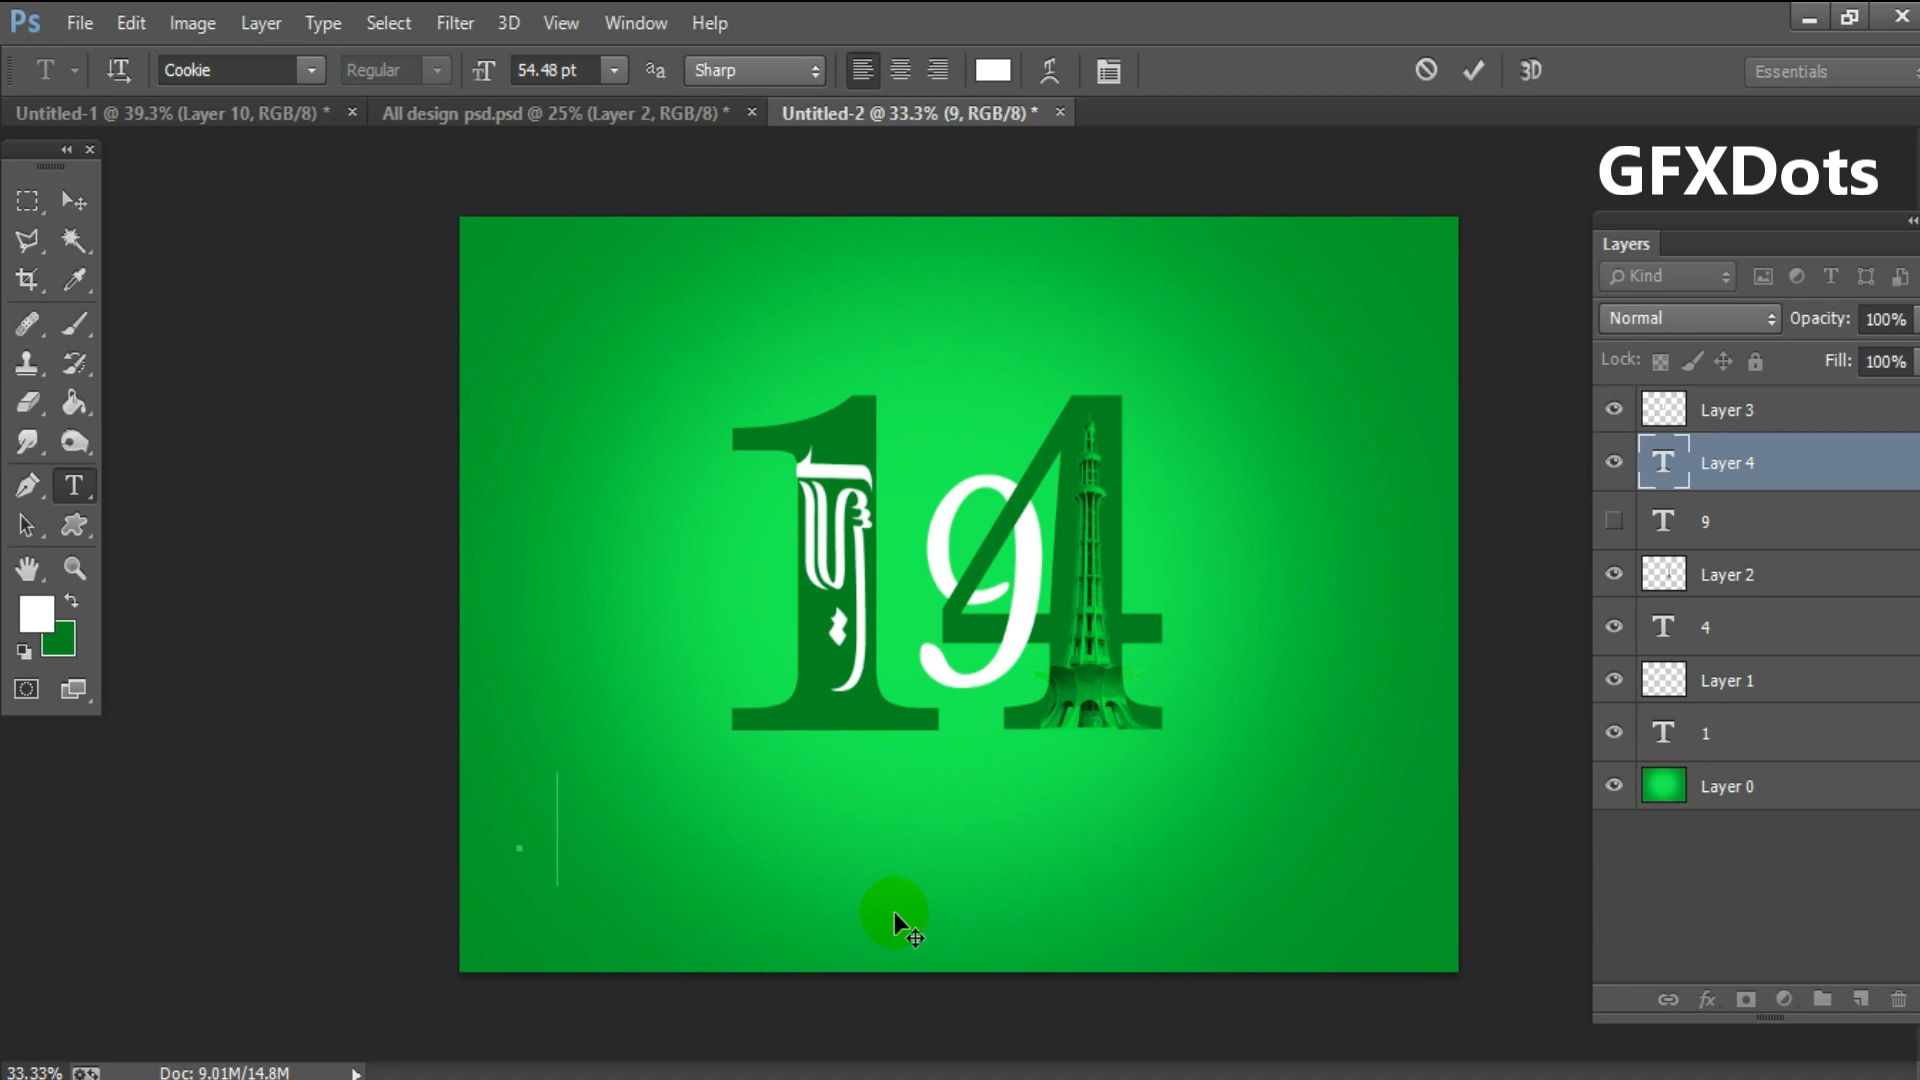 Ps File Edit Image Layer Type Select Filter 3D View Window Help
T Cookie Regular 54.48 pt Sharp 3D Essentials
Untitled-1 @ 39.3% (Layer 10, RGB/8) * × All design psd.psd @ 25% (Layer 2, RGB/8) * × Untitled-2 @ 33.3% (9, RGB/8) * ×
GFXDots
Layers
Kind
Normal Opacity: 100%
Lock: Fill: 100%
Layer 3
T Layer 4
T 9
Layer 2
T 4
Layer 1
T 1
Layer 0
fx
1 9 4
33.33% Doc: 9.01M/14.8M